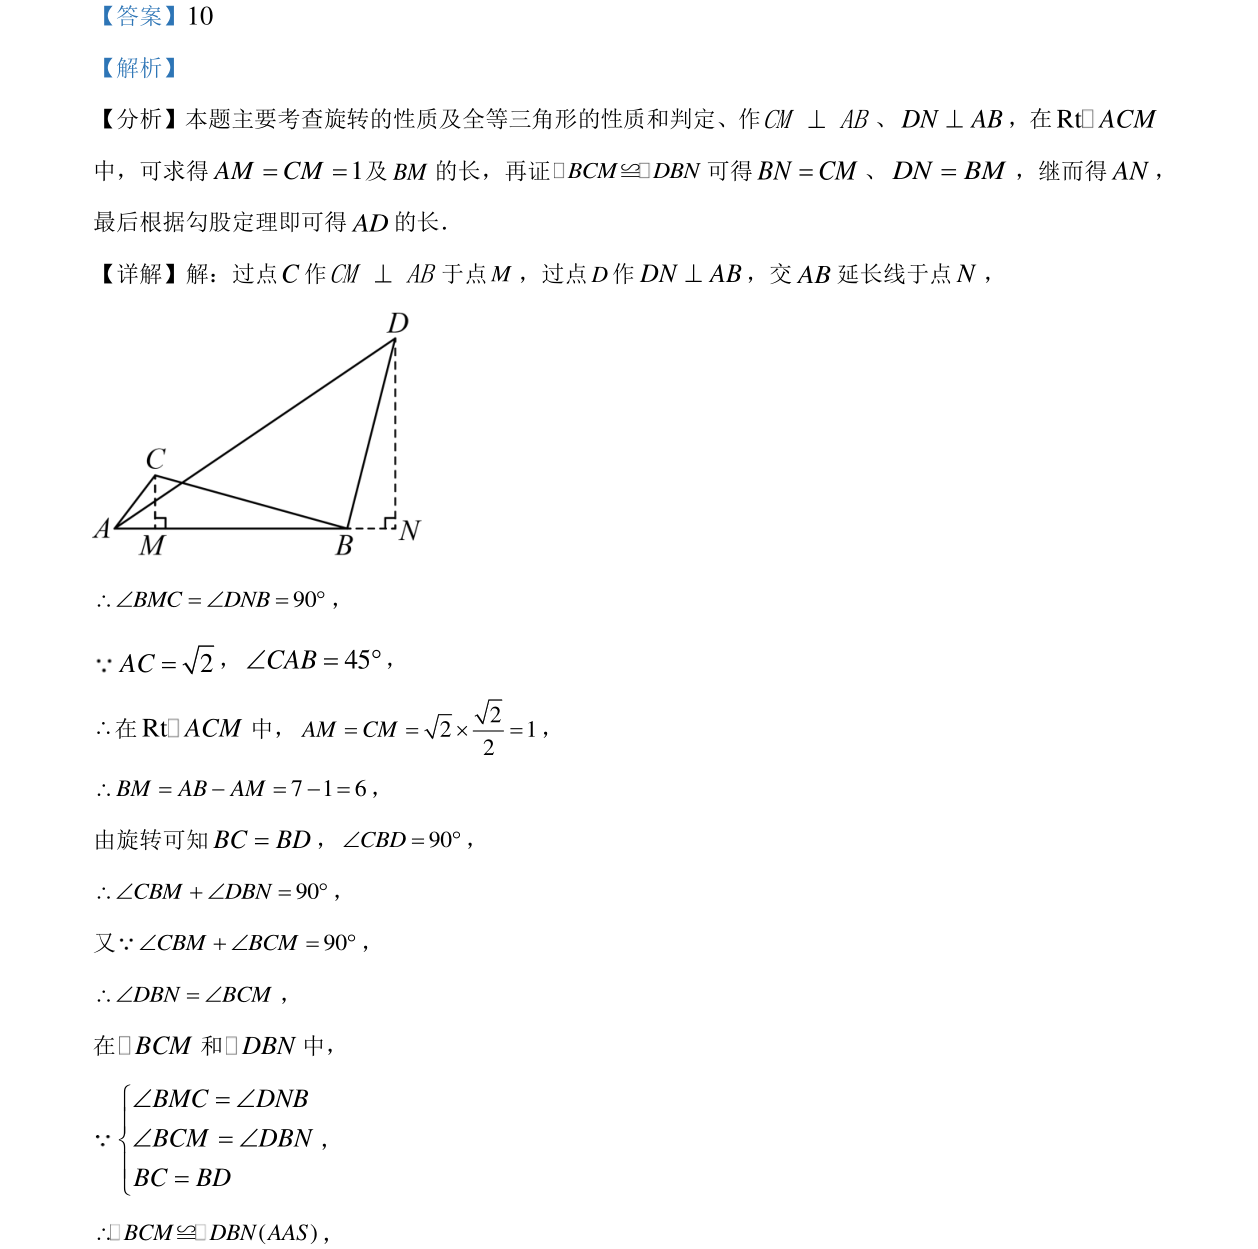 【答案】10
【解析】
【分析】本题主要考查旋转的性质及全等三角形的性质和判定、作CM ⊥ AB、DN ⊥ AB，在Rt□ACM
中，可求得AM = CM = 1及BM的长，再证□BCM≌□DBN可得BN = CM、DN = BM，继而得AN，
最后根据勾股定理即可得AD的长．
【详解】解：过点C作CM ⊥ AB于点M，过点D作DN ⊥ AB，交AB延长线于点N，
D
C
A M B N
∴∠BMC = ∠DNB = 90°，
∵AC = √2，∠CAB = 45°，
∴在Rt□ACM中，AM = CM = √2 × √2/2 = 1，
∴BM = AB − AM = 7 − 1 = 6，
由旋转可知BC = BD，∠CBD = 90°，
∴∠CBM + ∠DBN = 90°，
又∵∠CBM + ∠BCM = 90°，
∴∠DBN = ∠BCM，
在□BCM和□DBN中，
∠BMC = ∠DNB
∵{∠BCM = ∠DBN，
BC = BD
∴□BCM≌□DBN(AAS)，